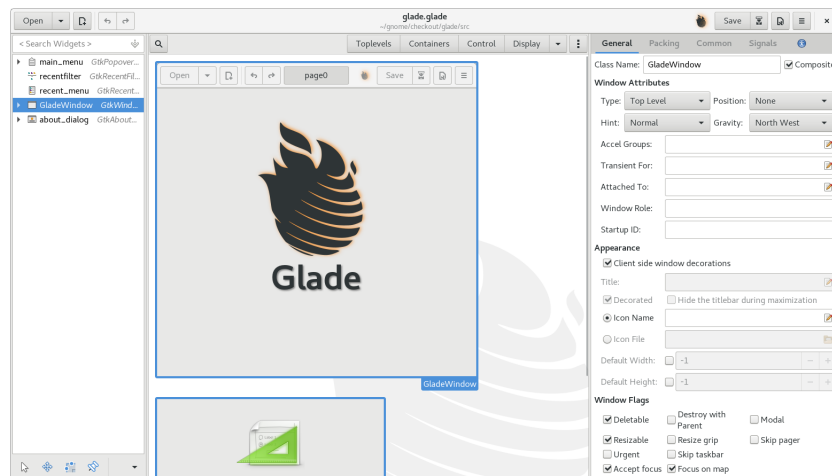 glade.glade
Open
~/gnome/checkout/glade/src
Save
< Search Widgets >
Toplevels Containers Control Display
General Packing Common Signals
main_menu GtkPopover...
recentfilter GtkRecentFil...
recent_menu GtkRecent...
GladeWindow GtkWind...
about_dialog GtkAbout...
Open page0 Save
Glade
GladeWindow
Class Name: GladeWindow Composite
Window Attributes
Type: Top Level Position: None
Hint: Normal Gravity: North West
Accel Groups:
Transient For:
Attached To:
Window Role:
Startup ID:
Appearance
Client side window decorations
Title:
Decorated Hide the titlebar during maximization
Icon Name
Icon File
Default Width: -1
Default Height: -1
Window Flags
Deletable Destroy with Parent Modal
Resizable Resize grip Skip pager
Urgent Skip taskbar
Accept focus Focus on map